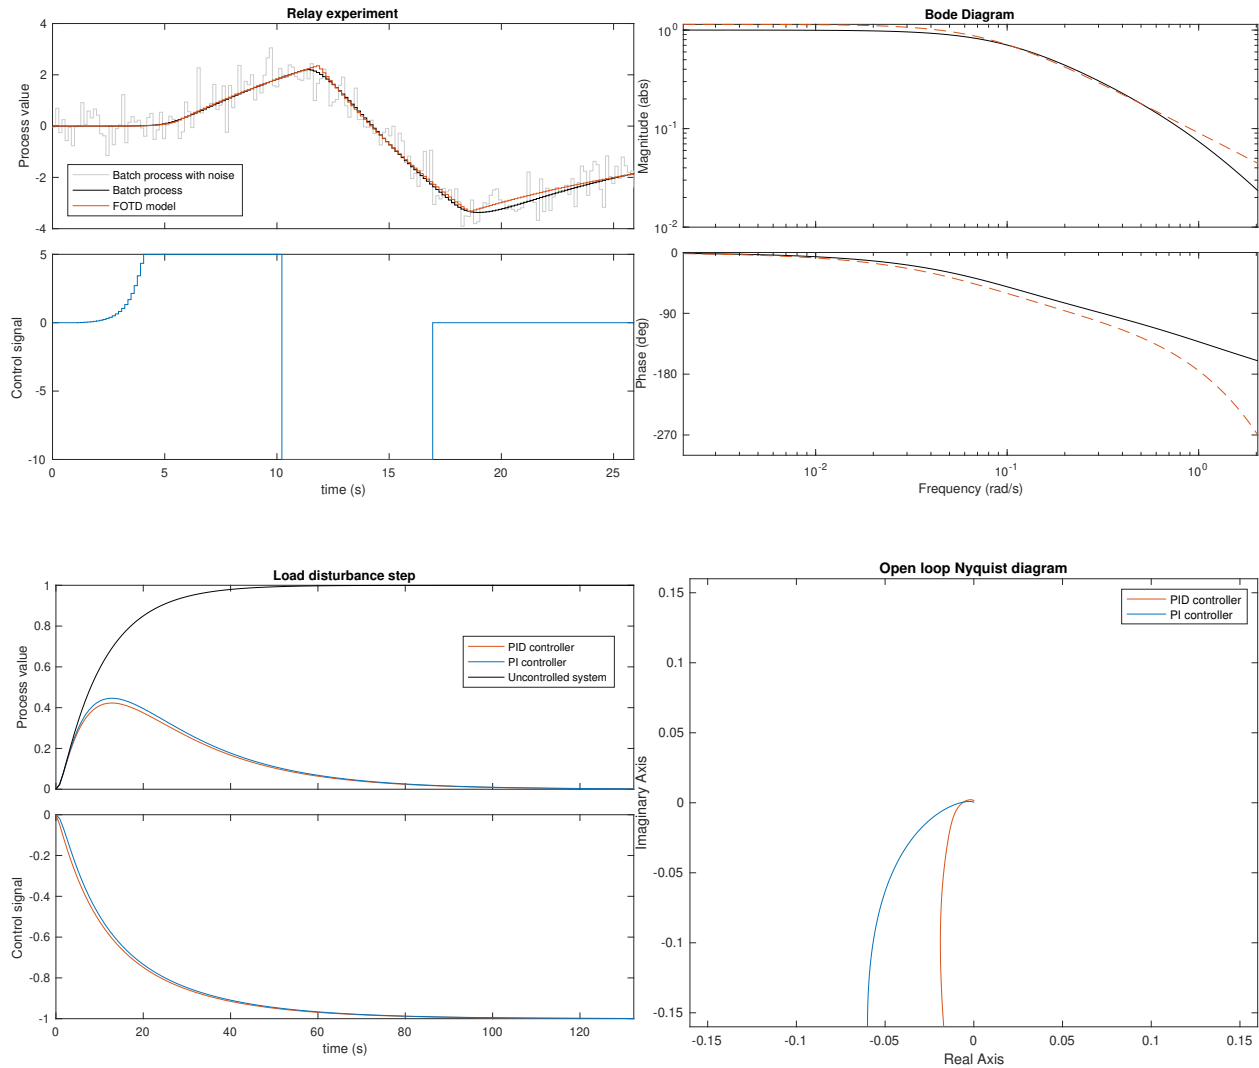 Relay experiment
4
2
0
-2
-4
Process value
Batch process with noise
Batch process
FOTD model
5
0
-5
-10
Control signal
0
5
10
15
20
25
time (s)
Bode Diagram
10^0
10^-1
10^-2
Magnitude (abs)
0
-90
-180
-270
Phase (deg)
10^-2
10^-1
10^0
Frequency (rad/s)
Load disturbance step
1
0.8
0.6
0.4
0.2
0
Process value
PID controller
PI controller
Uncontrolled system
0
-0.2
-0.4
-0.6
-0.8
-1
Control signal
0
20
40
60
80
100
120
time (s)
Open loop Nyquist diagram
0.15
0.1
0.05
0
-0.05
-0.1
-0.15
Imaginary Axis
PID controller
PI controller
-0.15
-0.1
-0.05
0
0.05
0.1
0.15
Real Axis